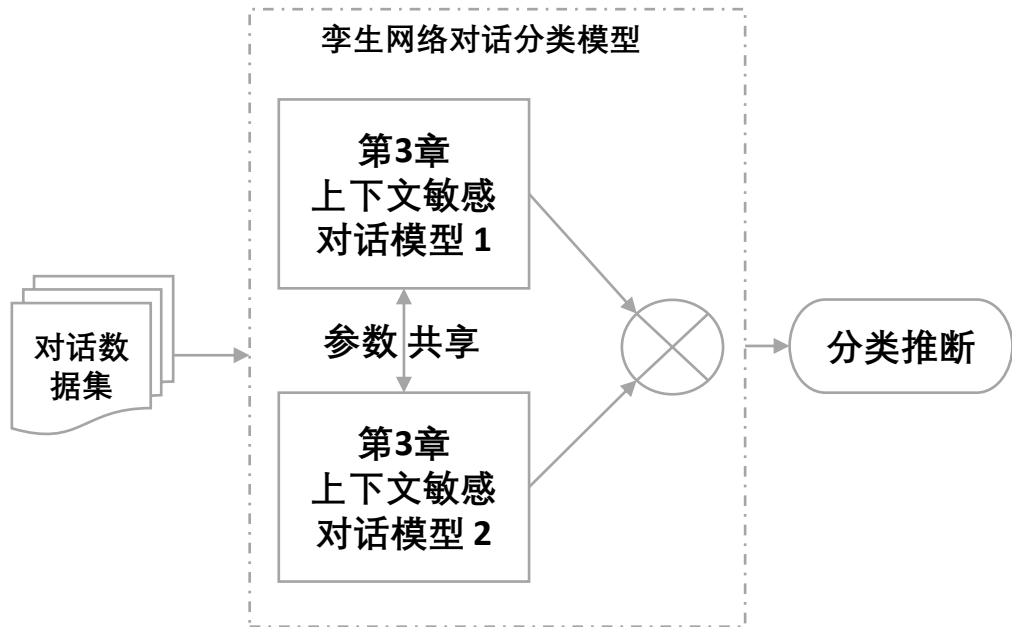 孪生网络对话分类模型
第3章
上下文敏感
对话模型 1
对话数
据集
参数 共享
分类推断
第3章
上下文敏感
对话模型 2